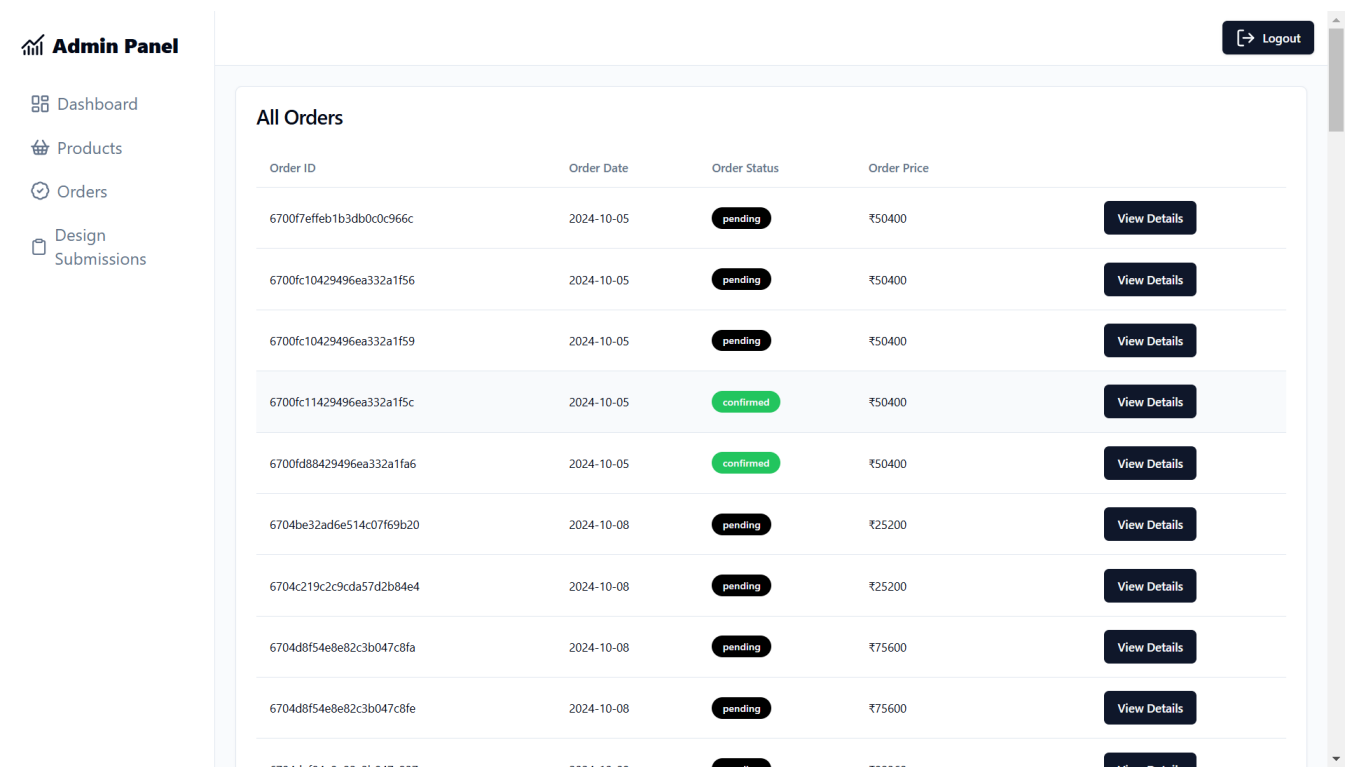 Admin Panel
Logout
Dashboard
Products
Orders
Design
Submissions
All Orders
Order ID Order Date Order Status Order Price
6700f7effeb1b3db0c0c966c 2024-10-05 pending ₹50400 View Details
6700fc10429496ea332a1f56 2024-10-05 pending ₹50400 View Details
6700fc10429496ea332a1f59 2024-10-05 pending ₹50400 View Details
6700fc11429496ea332a1f5c 2024-10-05 confirmed ₹50400 View Details
6700fd88429496ea332a1fa6 2024-10-05 confirmed ₹50400 View Details
6704be32ad6e514c07f69b20 2024-10-08 pending ₹25200 View Details
6704c219c2c9cda57d2b84e4 2024-10-08 pending ₹25200 View Details
6704d8f54e8e82c3b047c8fa 2024-10-08 pending ₹75600 View Details
6704d8f54e8e82c3b047c8fe 2024-10-08 pending ₹75600 View Details